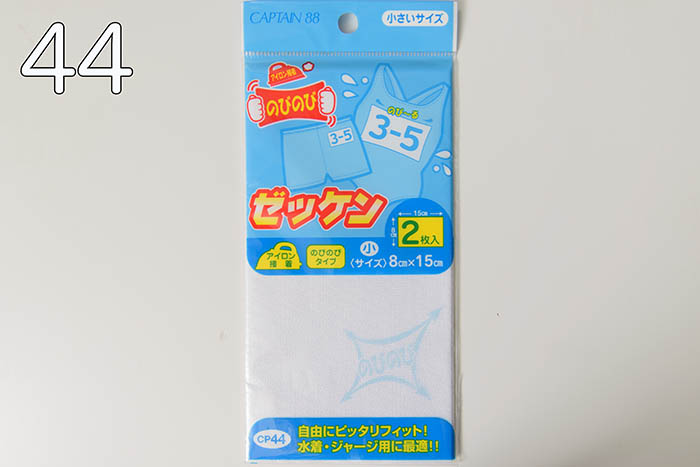 44
CAPTAIN 88
小さいサイズ
アイロン接着
のびのび
のび〜る
3-5
3-5
ゼッケン
15cm
8cm
2枚入
アイロン
接着
のびのび
タイプ
小
〈サイズ〉8cm×15cm
のびのび
CP44
自由にピッタリフィット!
水着・ジャージ用に最適!!